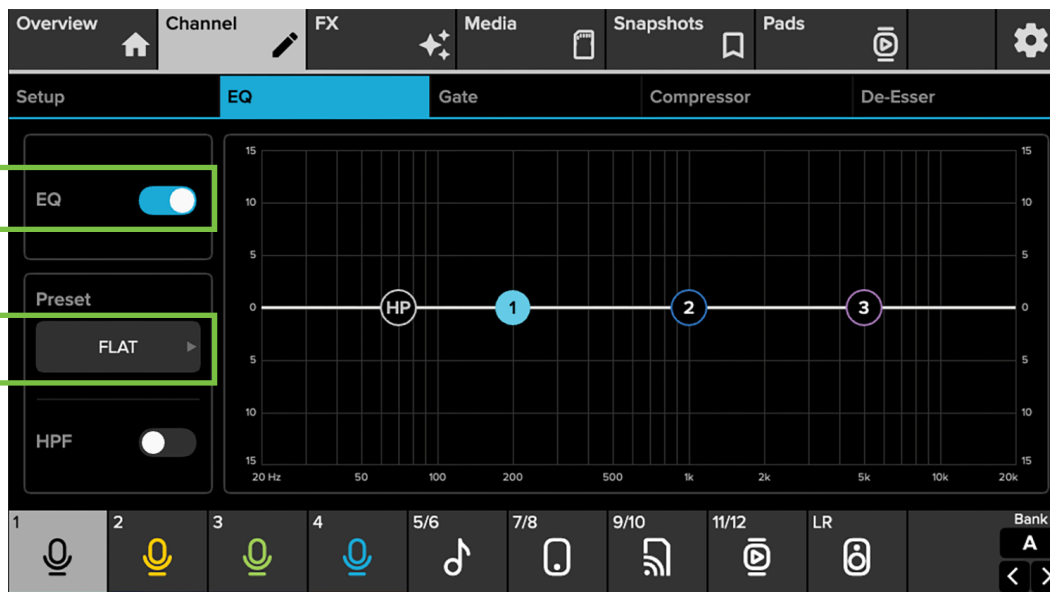 Overview Channel FX Media Snapshots Pads
Setup EQ Gate Compressor De-Esser
EQ
Preset
FLAT
HPF
15 15
10 10
5 5
0 HP 1 2 3 0
5 5
10 10
15 15
20 Hz 50 100 200 500 1k 2k 5k 10k 20k
1 2 3 4 5/6 7/8 9/10 11/12 LR Bank
A